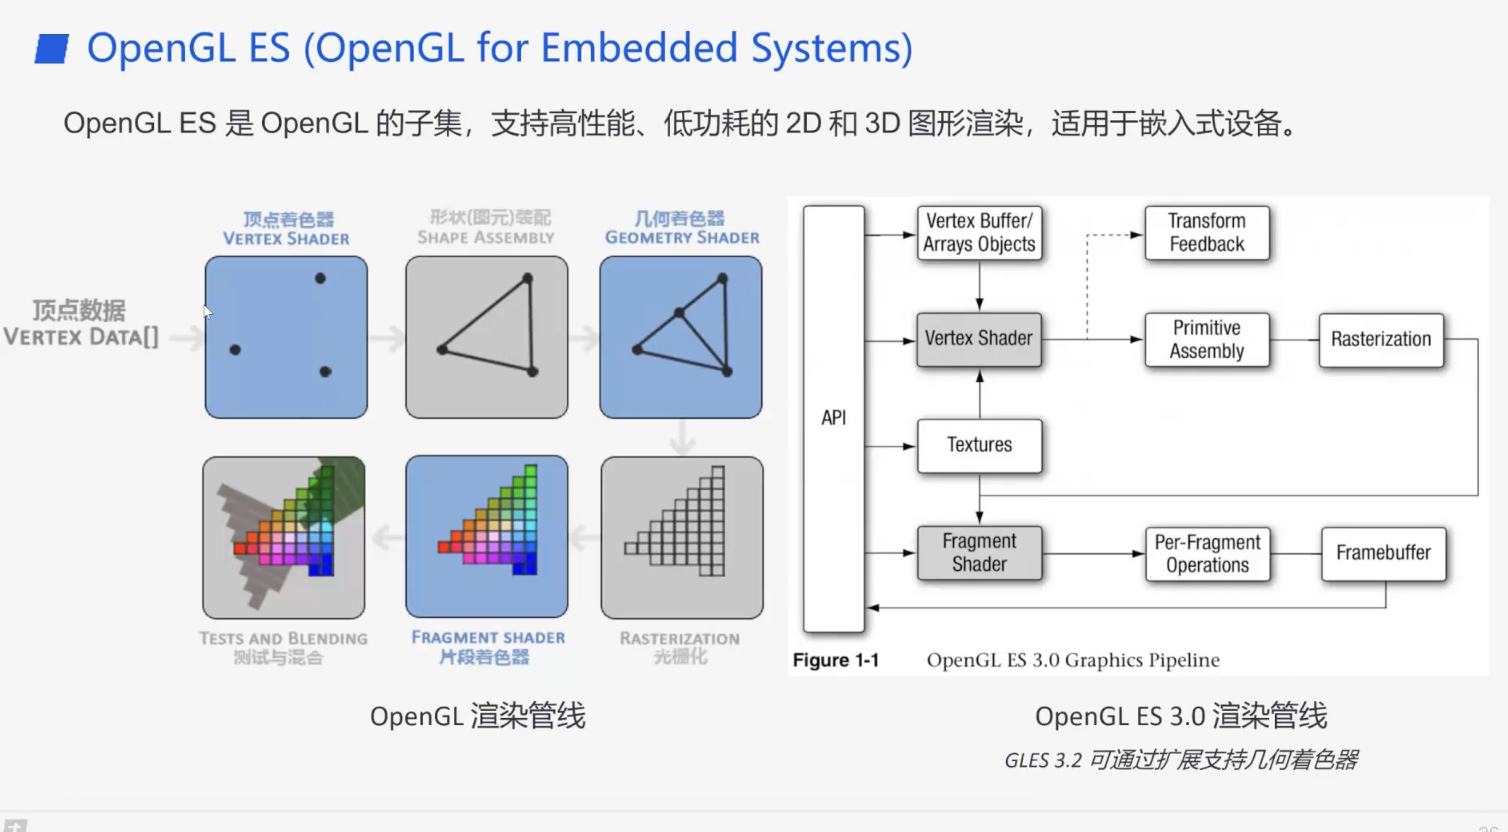 OpenGL ES (OpenGL for Embedded Systems)
OpenGL ES 是 OpenGL 的子集，支持高性能、低功耗的 2D 和 3D 图形渲染，适用于嵌入式设备。
顶点数据
VERTEX DATA[]
顶点着色器
VERTEX SHADER
形状(图元)装配
SHAPE ASSEMBLY
几何着色器
GEOMETRY SHADER
TESTS AND BLENDING
测试与混合
FRAGMENT SHADER
片段着色器
RASTERIZATION
光栅化
OpenGL 渲染管线
API
Vertex Buffer/
Arrays Objects
Transform
Feedback
Vertex Shader
Primitive
Assembly
Rasterization
Textures
Fragment
Shader
Per-Fragment
Operations
Framebuffer
Figure 1-1 OpenGL ES 3.0 Graphics Pipeline
OpenGL ES 3.0 渲染管线
GLES 3.2 可通过扩展支持几何着色器